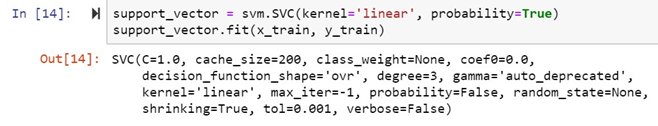 In [14]: support_vector = svm.SVC(kernel='linear', probability=True)
support_vector.fit(x_train, y_train)
Out[14]: SVC(C=1.0, cache_size=200, class_weight=None, coef0=0.0,
decision_function_shape='ovr', degree=3, gamma='auto_deprecated',
kernel='linear', max_iter=-1, probability=False, random_state=None,
shrinking=True, tol=0.001, verbose=False)